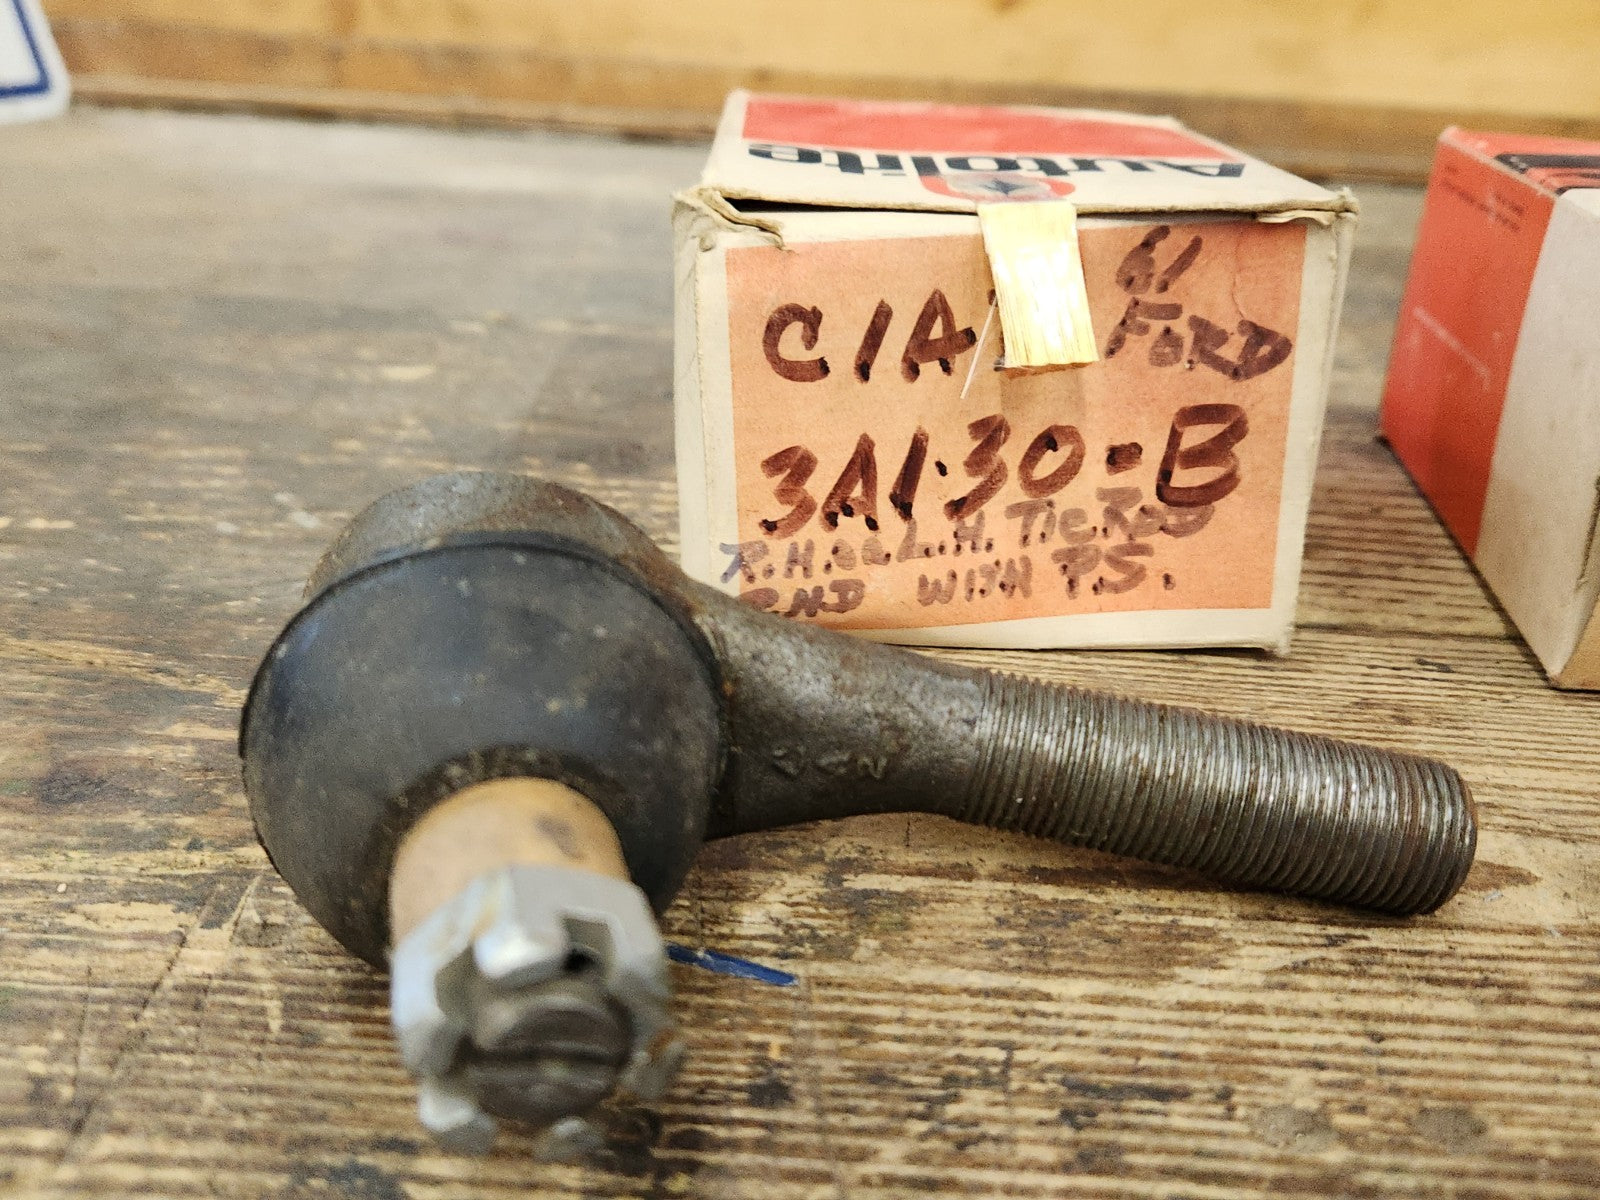 Autolite
C1A
61
FORD
3A130-B
R.H. OR L.H. TIE ROD
END WITH P.S.